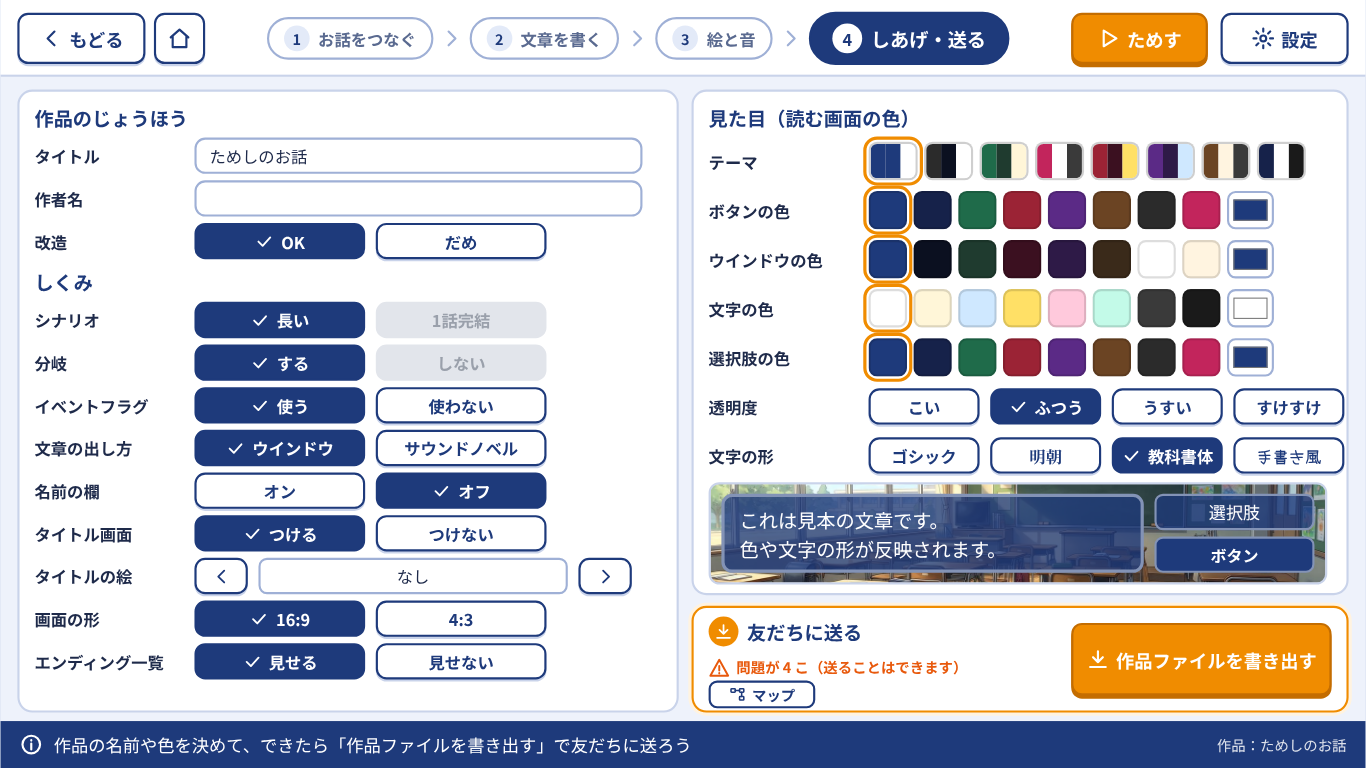 もどる
1 お話をつなぐ
2 文章を書く
3 絵と音
4 しあげ・送る
ためす
設定
作品のじょうほう
タイトル ためしのお話
作者名
改造 OK だめ
しくみ
シナリオ 長い 1話完結
分岐 する しない
イベントフラグ 使う 使わない
文章の出し方 ウインドウ サウンドノベル
名前の欄 オン オフ
タイトル画面 つける つけない
タイトルの絵 なし
画面の形 16:9 4:3
エンディング一覧 見せる 見せない
見た目（読む画面の色）
テーマ
ボタンの色
ウインドウの色
文字の色
選択肢の色
透明度 こい ふつう うすい すけすけ
文字の形 ゴシック 明朝 教科書体 手書き風
これは見本の文章です。
色や文字の形が反映されます。
選択肢
ボタン
友だちに送る
問題が4こ（送ることはできます）
マップ
作品ファイルを書き出す
作品の名前や色を決めて、できたら「作品ファイルを書き出す」で友だちに送ろう
作品：ためしのお話